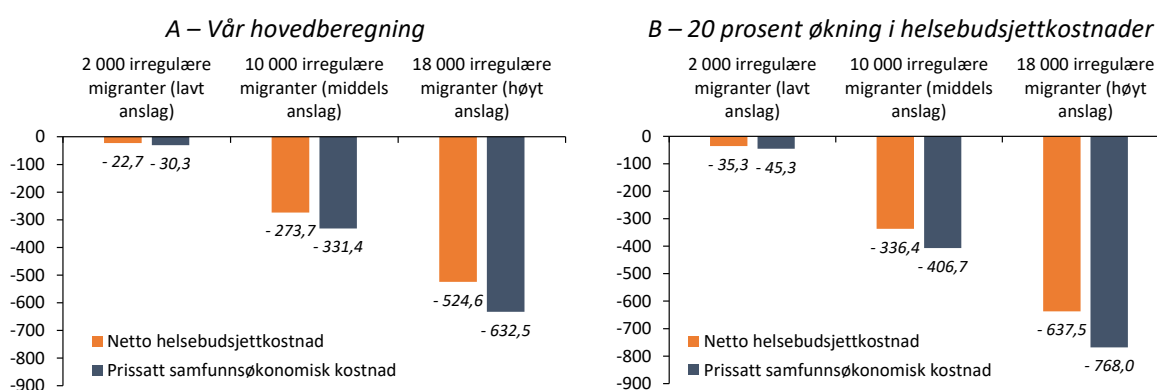 A – Vår hovedberegning
2 000 irregulære
migranter (lavt
anslag)
10 000 irregulære
migranter (middels
anslag)
18 000 irregulære
migranter (høyt
anslag)
0
-100
-200
-300
-400
-500
-600
-700
-800
-900
- 22,7
- 30,3
- 273,7
- 331,4
- 524,6
- 632,5
Netto helsebudsjettkostnad
Prissatt samfunnsøkonomisk kostnad
B – 20 prosent økning i helsebudsjettkostnader
2 000 irregulære
migranter (lavt
anslag)
10 000 irregulære
migranter (middels
anslag)
18 000 irregulære
migranter (høyt
anslag)
0
-100
-200
-300
-400
-500
-600
-700
-800
-900
- 35,3
- 45,3
- 336,4
- 406,7
- 637,5
- 768,0
Netto helsebudsjettkostnad
Prissatt samfunnsøkonomisk kostnad